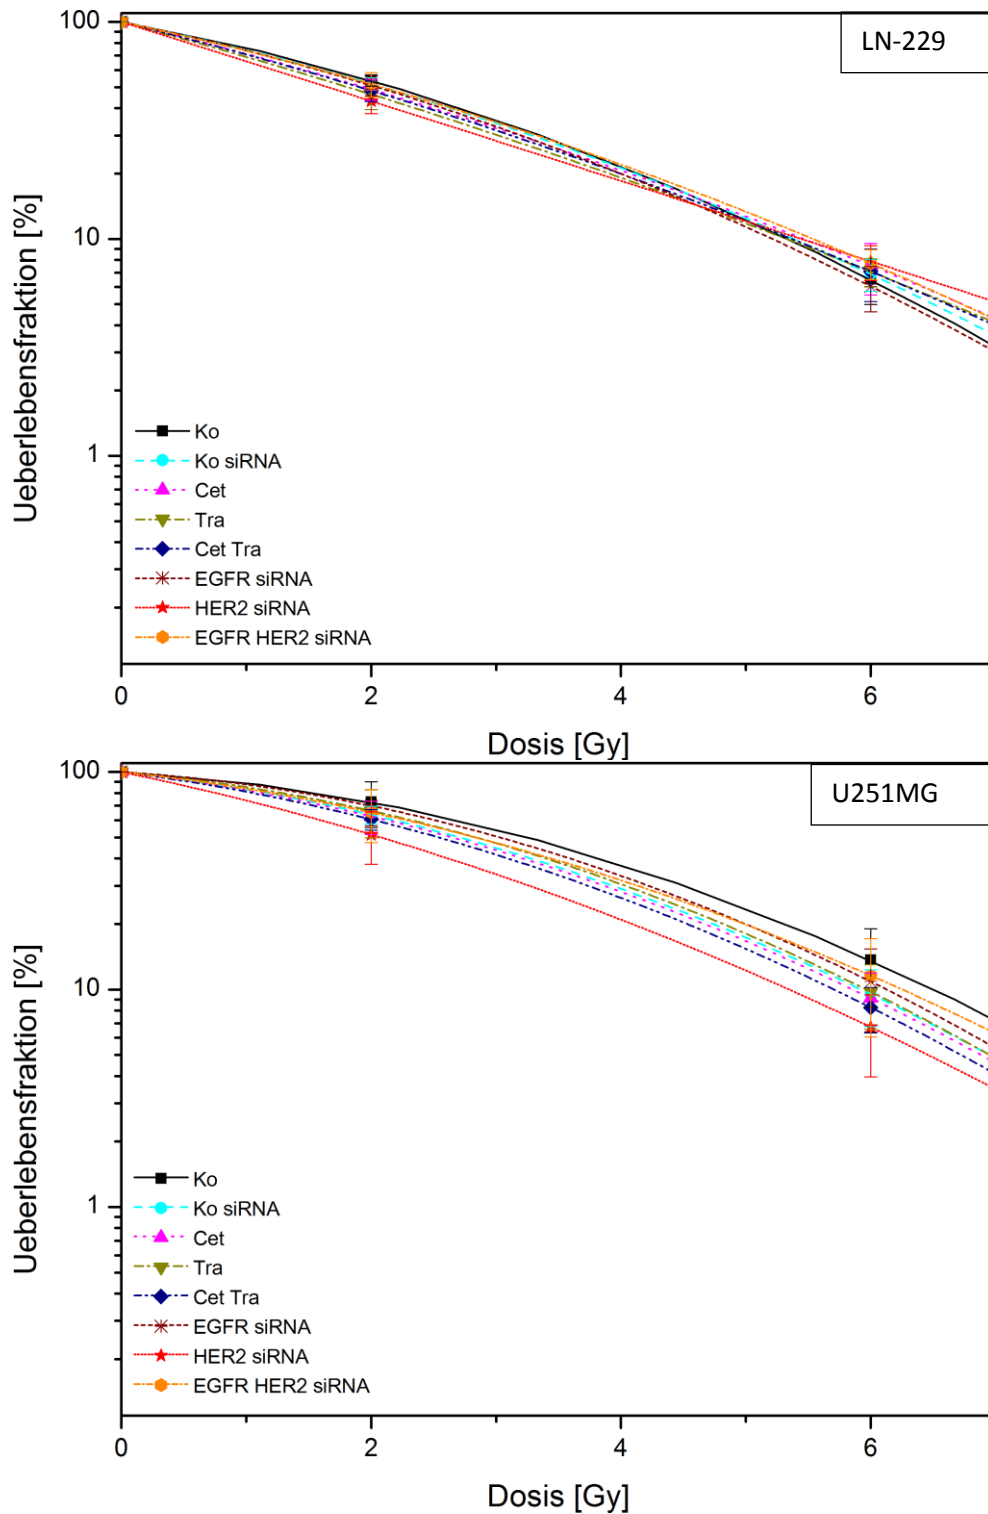 LN-229
100
10
1
Ueberlebensfraktion [%]
Ko
Ko siRNA
Cet
Tra
Cet Tra
EGFR siRNA
HER2 siRNA
EGFR HER2 siRNA
0 2 4 6
Dosis [Gy]
U251MG
100
10
1
Ueberlebensfraktion [%]
Ko
Ko siRNA
Cet
Tra
Cet Tra
EGFR siRNA
HER2 siRNA
EGFR HER2 siRNA
0 2 4 6
Dosis [Gy]